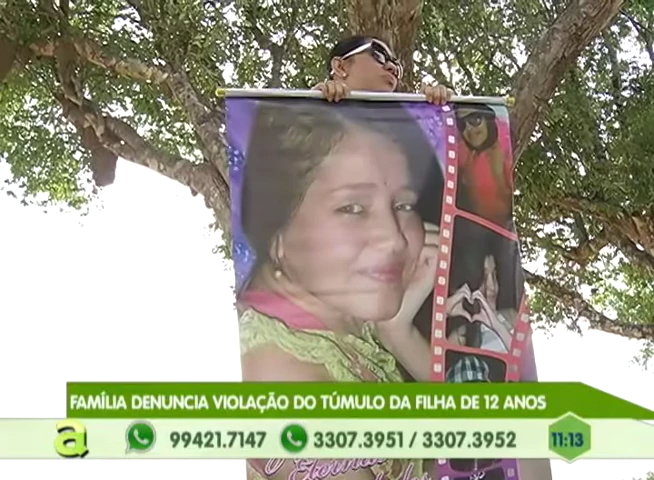 FAMÍLIA DENUNCIA VIOLAÇÃO DO TÚMULO DA FILHA DE 12 ANOS
a 99421.7147 3307.3951 / 3307.3952 11:13